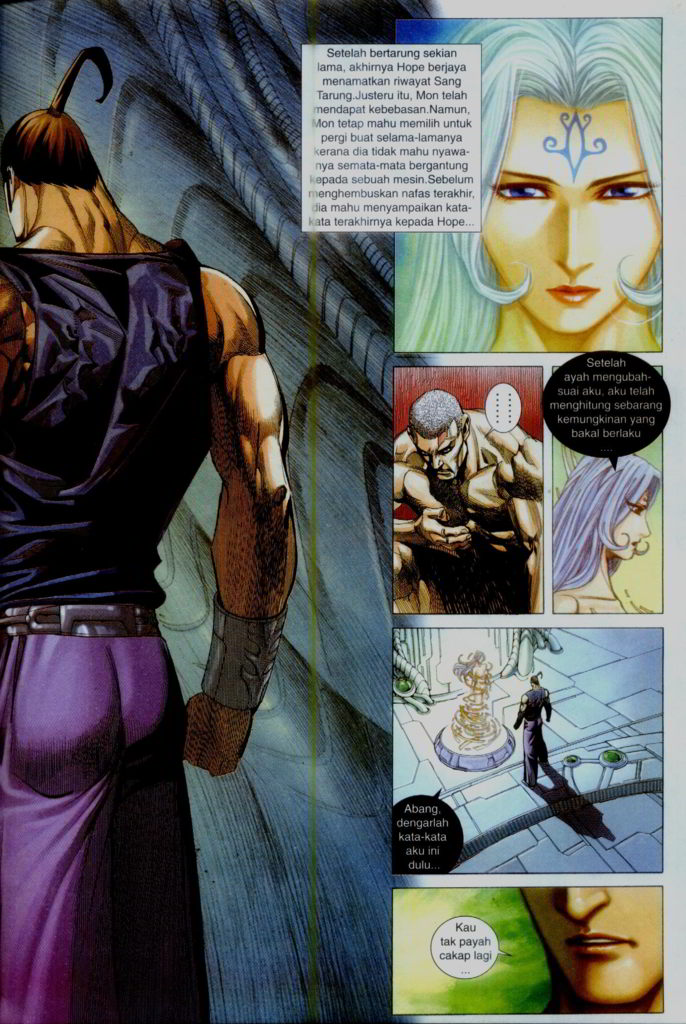 Setelah bertarung sekian
lama, akhirnya Hope berjaya
menamatkan riwayat Sang
Tarung.Justeru itu, Mon telah
mendapat kebebasan.Namun,
Mon tetap mahu memilih untuk
pergi buat selama-lamanya
kerana dia tidak mahu nyawa-
nya semata-mata bergantung
kepada sebuah mesin.Sebelum
menghembuskan nafas terakhir,
dia mahu menyampaikan kata-
kata terakhirnya kepada Hope...
Setelah
ayah mengubah-
suai aku, aku telah
menghitung sebarang
kemungkinan yang
bakal berlaku
....
Abang,
dengarlah
kata-kata
aku ini
dulu...
Kau
tak payah
cakap lagi
...